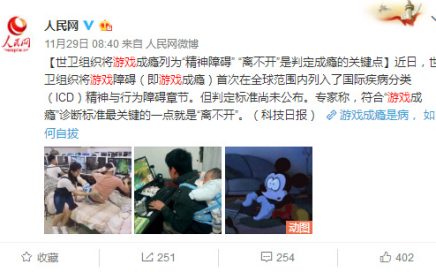 人民网
人民网
people.cn
11月29日 08:40 来自 人民网微博
【世卫组织将游戏成瘾列为“精神障碍” “离不开”是判定成瘾的关键点】近日，世
卫组织将游戏障碍（即游戏成瘾）首次在全球范围内列入了国际疾病分类
（ICD）精神与行为障碍章节。但判定标准尚未公布。专家称，符合“游戏成
瘾”诊断标准最关键的一点就是“离不开”。（科技日报） 游戏成瘾是病，如
何自拔
动图
收藏
251
254
402